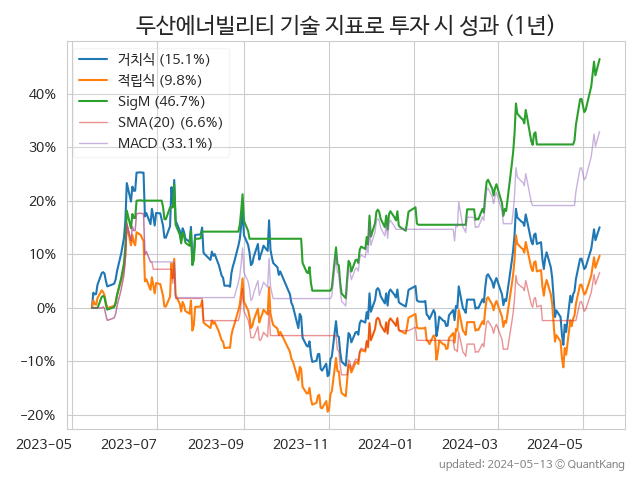 두산에너빌리티 기술 지표로 투자 시 성과 (1년)
거치식 (15.1%)
적립식 (9.8%)
SigM (46.7%)
SMA(20) (6.6%)
MACD (33.1%)
40%
30%
20%
10%
0%
−10%
−20%
2023-05 2023-07 2023-09 2023-11 2024-01 2024-03 2024-05
updated: 2024-05-13 © QuantKang